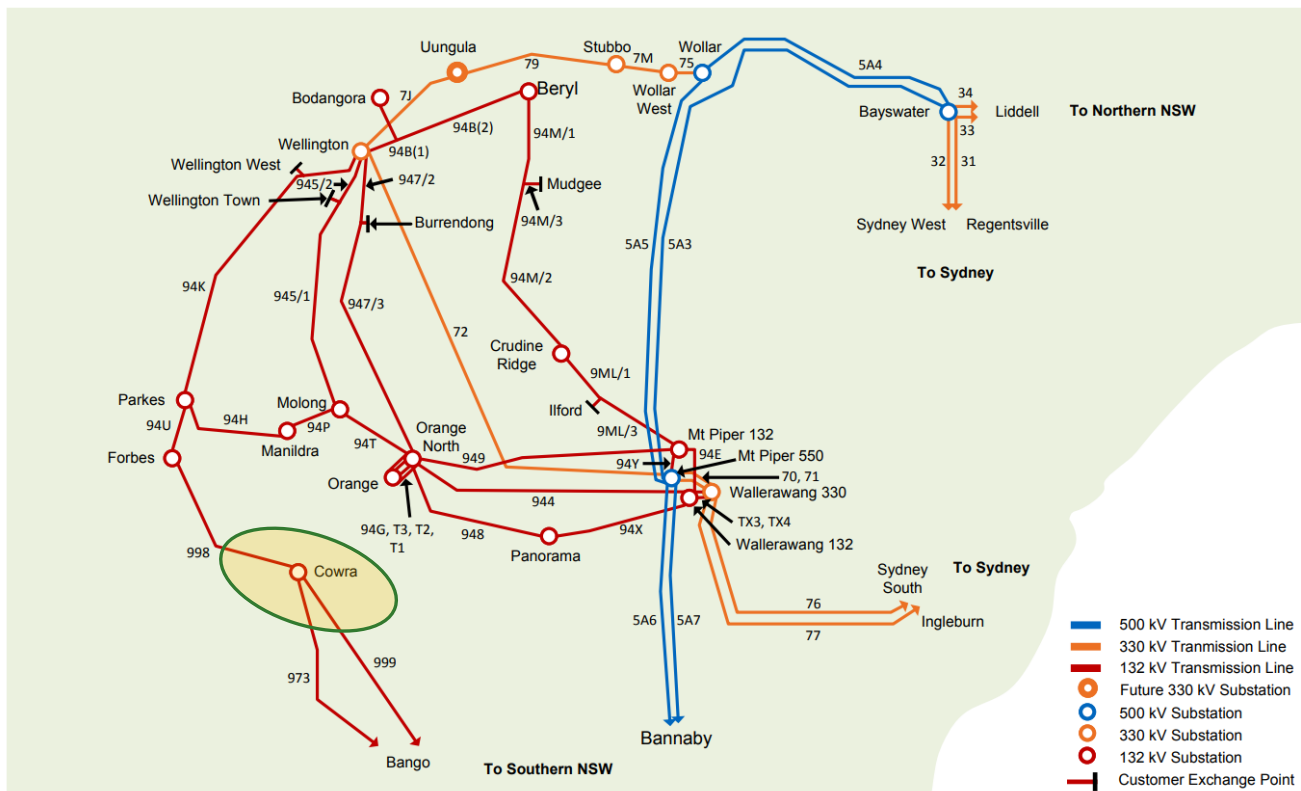 Uungula
79
Stubbo
7M
75
Wollar
Wollar
West
5A4
Bodangora
7J
Beryl
94B(2)
94B(1)
94M/1
Bayswater
34
33
Liddell
To Northern NSW
32
31
Wellington
Wellington West
945/2
947/2
Wellington Town
Mudgee
94M/3
Burrendong
Sydney West
Regentsville
To Sydney
5A5
5A3
94K
945/1
947/3
94M/2
72
Crudine
Ridge
9ML/1
Ilford
9ML/3
Parkes
94U
94H
Molong
94P
Manildra
94T
Orange
North
949
Mt Piper 132
94E
94Y
Mt Piper 550
70, 71
Forbes
Orange
944
Wallerawang 330
94G, T3, T2,
T1
948
94X
TX3, TX4
Panorama
Wallerawang 132
998
Cowra
Sydney
South
To Sydney
76
Ingleburn
77
5A6
5A7
973
999
Bango
Bannaby
To Southern NSW
500 kV Transmission Line
330 kV Tranmission Line
132 kV Transmission Line
Future 330 kV Substation
500 kV Substation
330 kV Substation
132 kV Substation
Customer Exchange Point